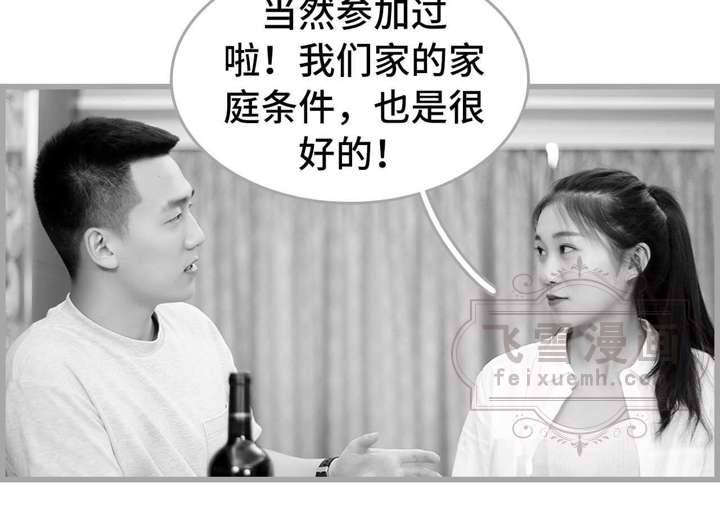 当然参加过
啦！我们家的家
庭条件，也是很
好的！
飞雪漫画
feixuemh.com